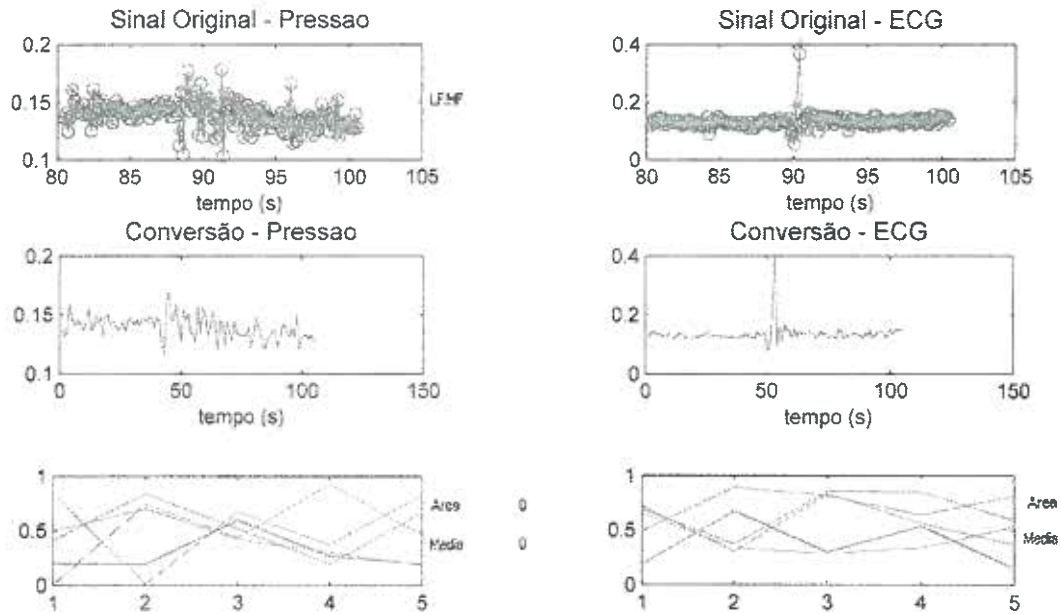 Sinal Original - Pressao
0.2
0.15
0.1
80 85 90 95 100 105
tempo (s)
LF/HF
Sinal Original - ECG
0.4
0.2
0
80 85 90 95 100 105
tempo (s)
Conversão - Pressao
0.2
0.15
0.1
0 50 100 150
tempo (s)
Conversão - ECG
0.4
0.2
0
0 50 100 150
tempo (s)
1
0.5
0
1 2 3 4 5
Area 0
Media 0
1
0.5
0
1 2 3 4 5
Area
Media